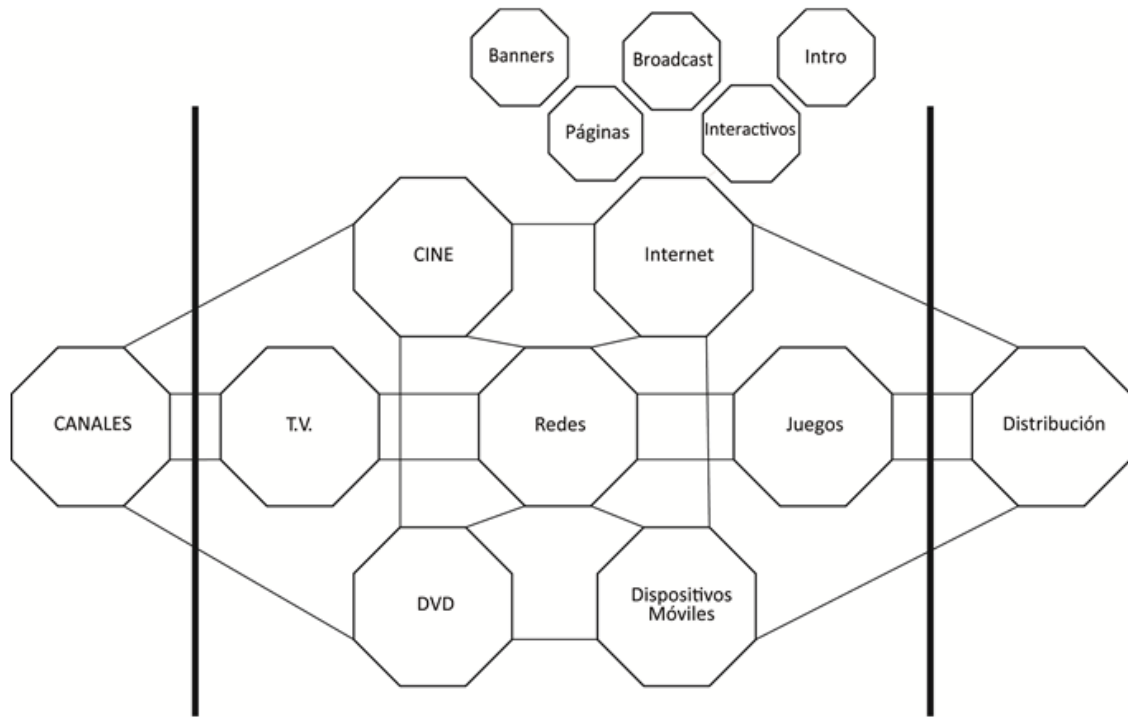 Banners
Broadcast
Intro
Páginas
Interactivos
CINE
Internet
CANALES
T.V.
Redes
Juegos
Distribución
DVD
Dispositivos
Móviles